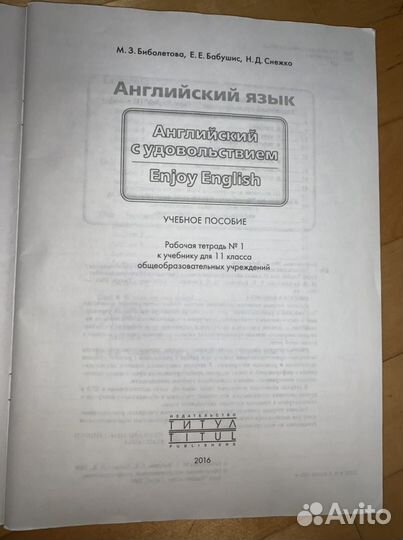 М. З. Биболетова, Е. Е. Бабушис, Н. Д. Снежко
Английский язык
Английский
с удовольствием
Enjoy English
УЧЕБНОЕ ПОСОБИЕ
Рабочая тетрадь № 1
к учебнику для 11 класса
общеобразовательных учреждений
ИЗДАТЕЛЬСТВО
ТИТУЛ
TITUL
PUBLISHERS
2016
Avito